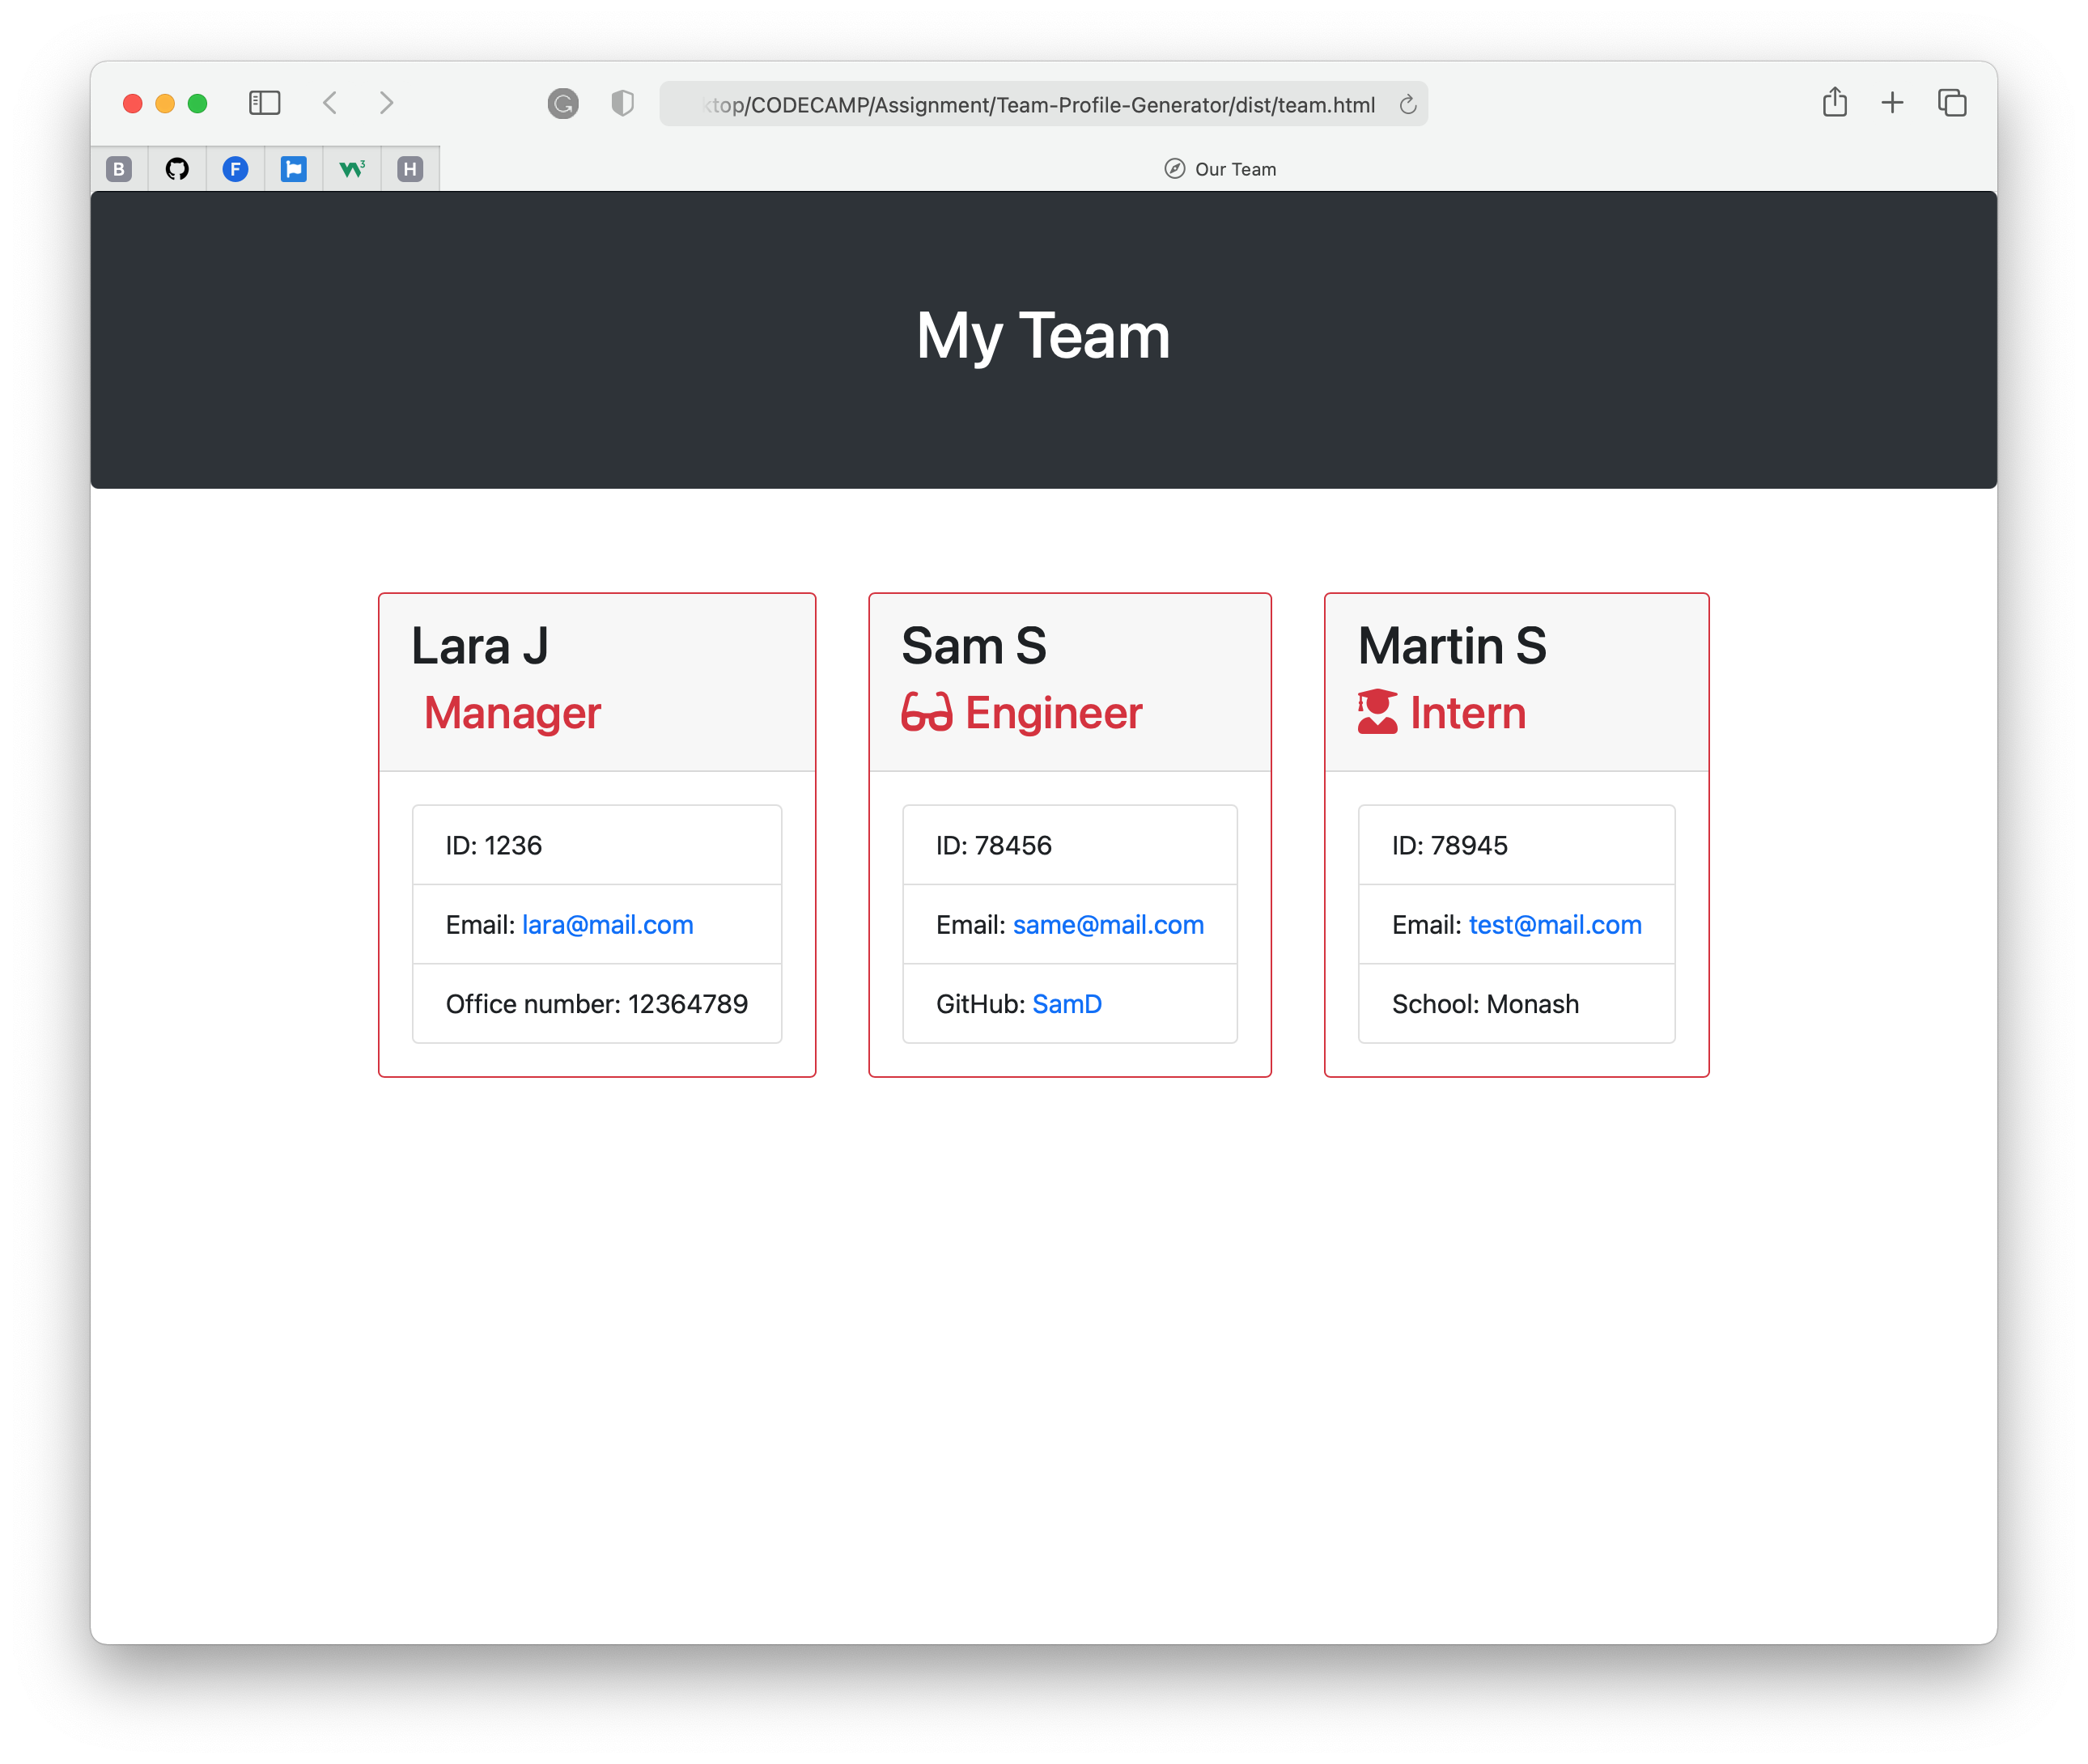 ktop/CODECAMP/Assignment/Team-Profile-Generator/dist/team.html
B
F
W3
H
Our Team
My Team
Lara J
Manager
ID: 1236
Email: lara@mail.com
Office number: 12364789
Sam S
Engineer
ID: 78456
Email: same@mail.com
GitHub: SamD
Martin S
Intern
ID: 78945
Email: test@mail.com
School: Monash